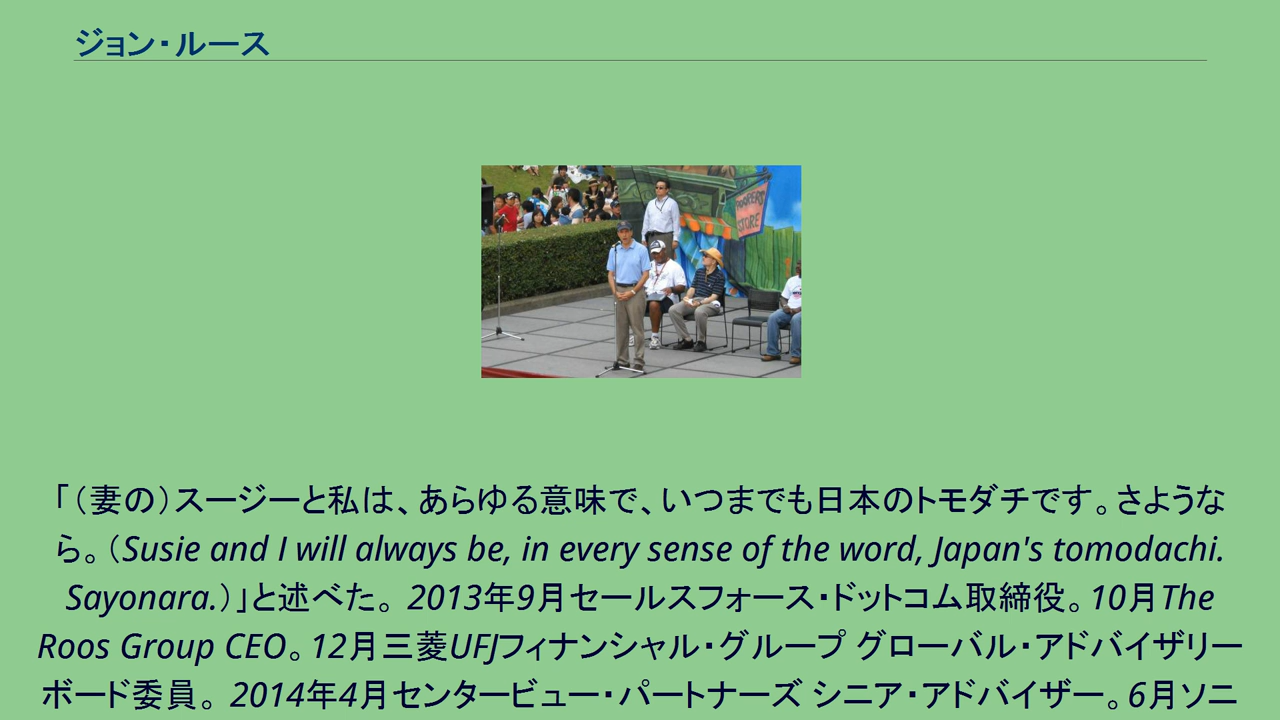 ジョン・ルース
ROOFERS
STORE
「（妻の）スージーと私は、あらゆる意味で、いつまでも日本のトモダチです。さような
ら。（Susie and I will always be, in every sense of the word, Japan's tomodachi.
Sayonara.）」と述べた。 2013年9月セールスフォース・ドットコム取締役。10月The
Roos Group CEO。12月三菱UFJフィナンシャル・グループ グローバル・アドバイザリー
ボード委員。 2014年4月センタービュー・パートナーズ シニア・アドバイザー。6月ソニ